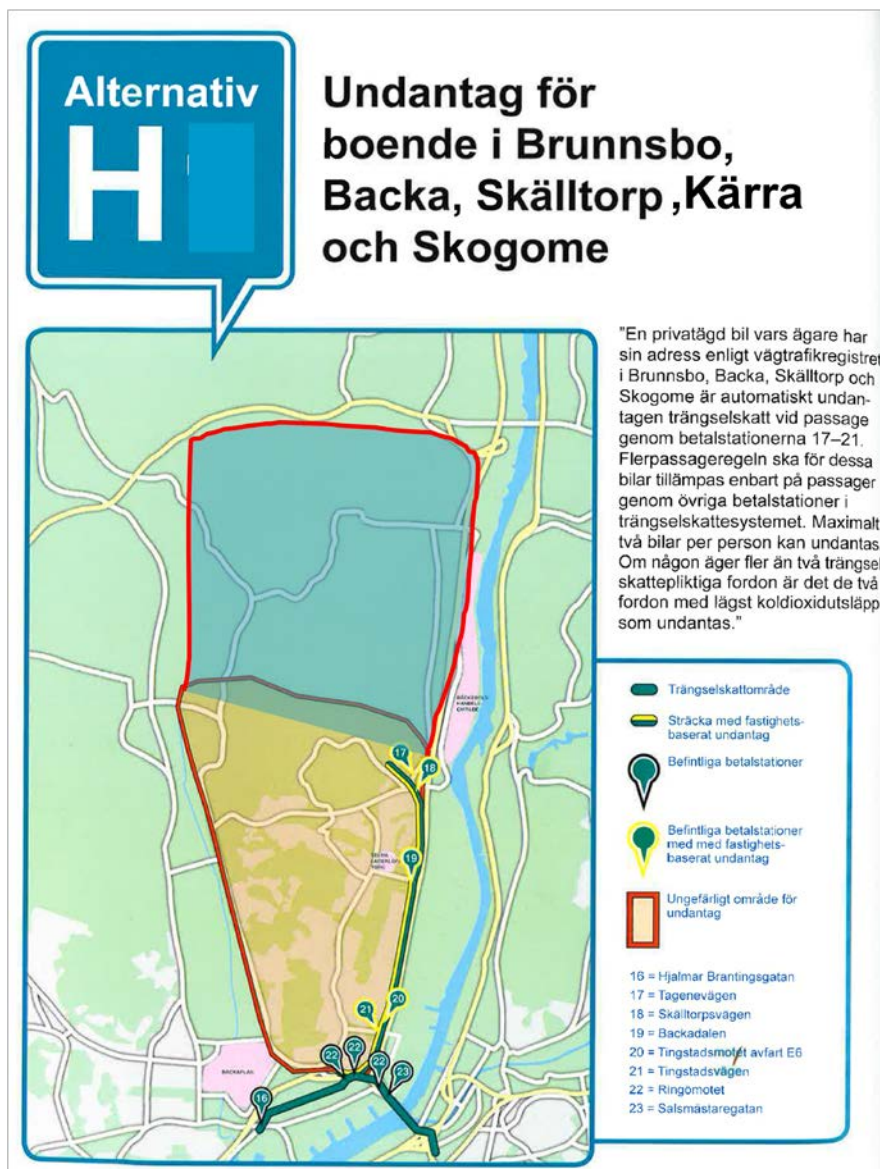 Alternativ
H
Undantag för
boende i Brunnsbo,
Backa, Skälltorp ,Kärra
och Skogome
"En privatägd bil vars ägare har
sin adress enligt vägtrafikregistret
i Brunnsbo, Backa, Skälltorp och
Skogome är automatiskt undan-
tagen trängselskatt vid passage
genom betalstationerna 17–21.
Flerpassageregeln ska för dessa
bilar tillämpas enbart på passager
genom övriga betalstationer i
trängselskattesystemet. Maximalt
två bilar per person kan undantas
Om någon äger fler än två trängsel
skattepliktiga fordon är det de två
fordon med lägst koldioxidutsläpp
som undantas."
17
18
19
20
21
22
22
22
23
16
BACKAPLAN
Trängselskattområde
Sträcka med fastighets-
baserat undantag
Befintliga betalstationer
Befintliga betalstationer
med med fastighets-
baserat undantag
Ungefärligt område för
undantag
16 = Hjalmar Brantingsgatan
17 = Tagenevägen
18 = Skälltorpsvägen
19 = Backadalen
20 = Tingstadsmotet avfart E6
21 = Tingstadsvägen
22 = Ringömotet
23 = Salsmästaregatan